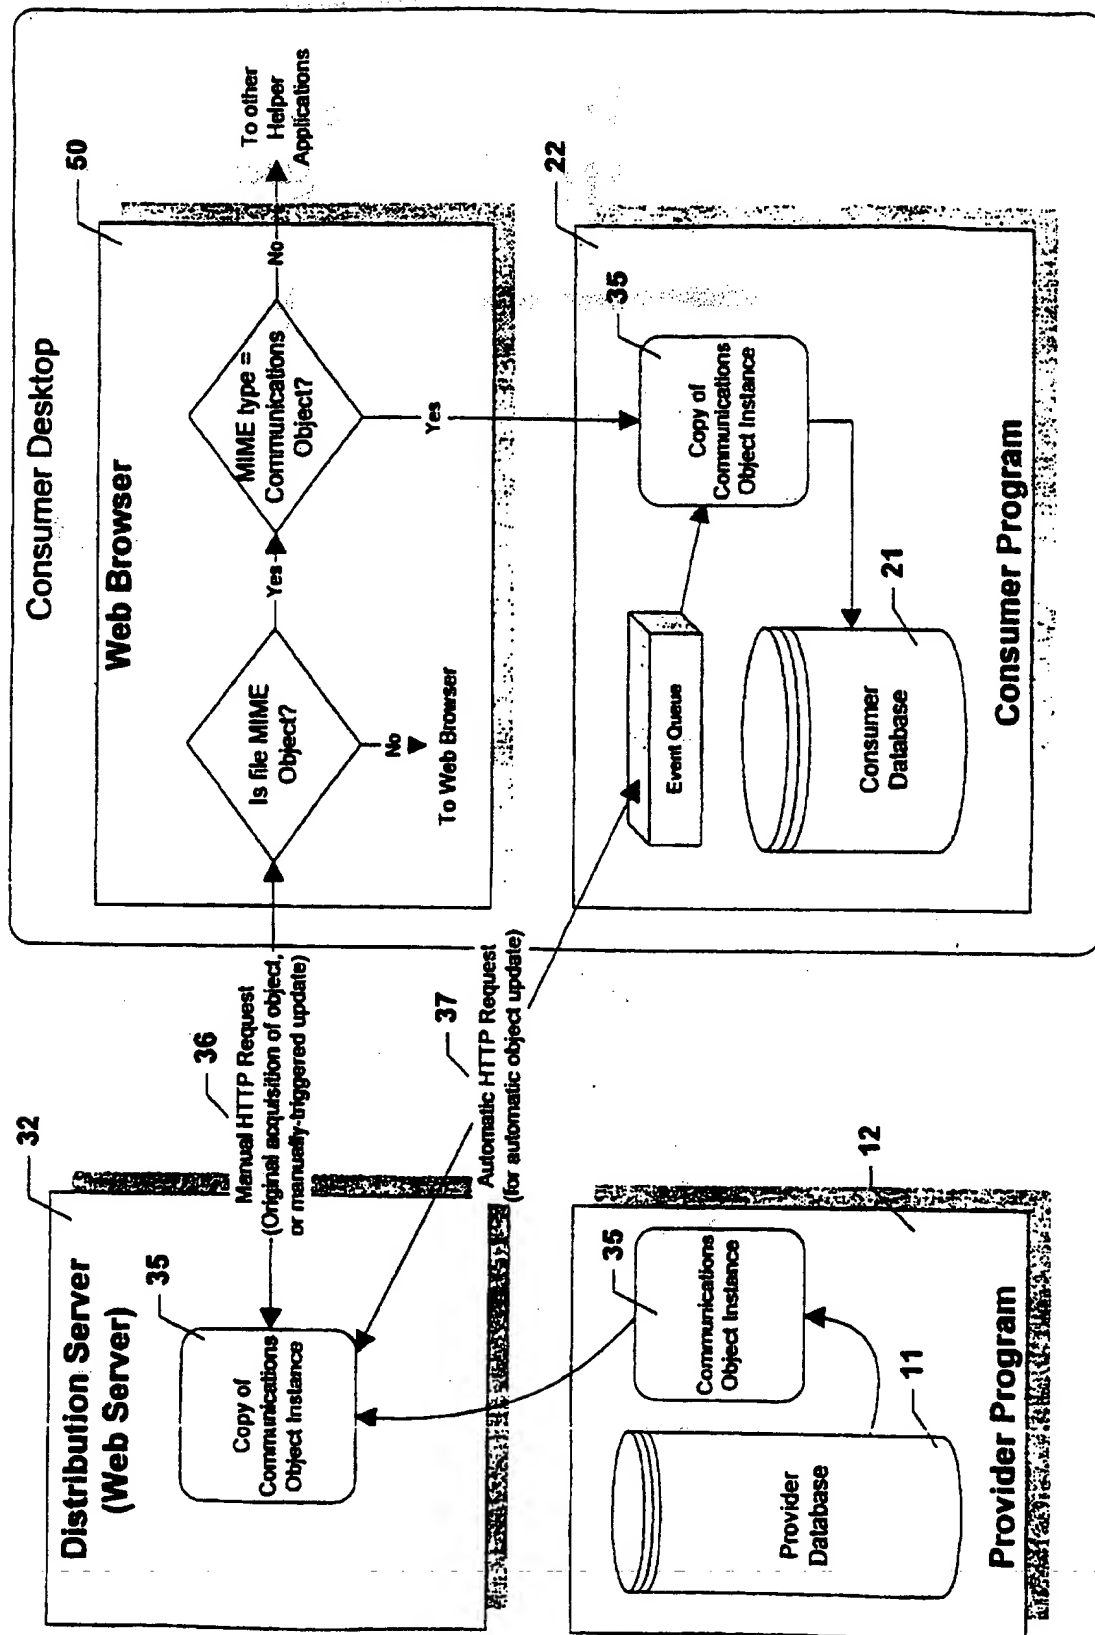 Consumer Desktop
Distribution Server
(Web Server)
32
35
Copy of
Communications
Object Instance
36
Manual HTTP Request
(Original acquisition of object,
or manually-triggered update)
37
Automatic HTTP Request
(for automatic object update)
Web Browser
50
Is file MIME
Object?
No
To Web Browser
Yes
MIME type =
Communications
Object?
No
To other
Helper
Applications
Yes
Provider Program
12
Provider
Database
11
35
Communications
Object Instance
Consumer Program
22
Event Queue
35
Copy of
Communications
Object Instance
21
Consumer
Database